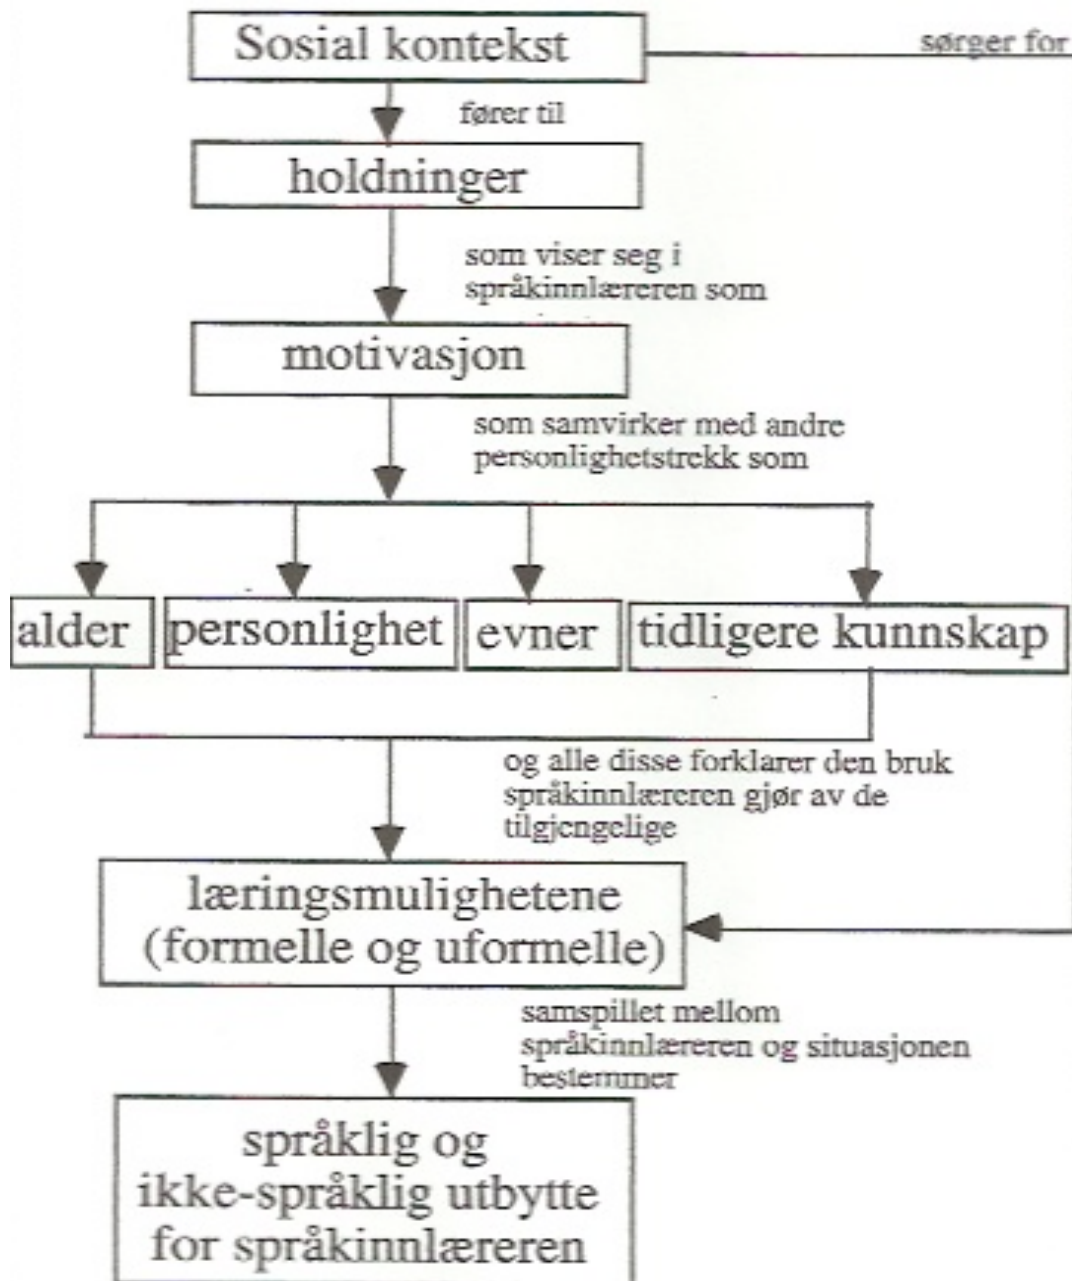 Sosial kontekst
sørger for
fører til
holdninger
som viser seg i
språkinnlæreren som
motivasjon
som samvirker med andre
personlighetstrekk som
alder
personlighet
evner
tidligere kunnskap
og alle disse forklarer den bruk
språkinnlæreren gjør av de
tilgjengelige
læringsmulighetene
(formelle og uformelle)
samspillet mellom
språkinnlæreren og situasjonen
bestemmer
språklig og
ikke-språklig utbytte
for språkinnlæreren